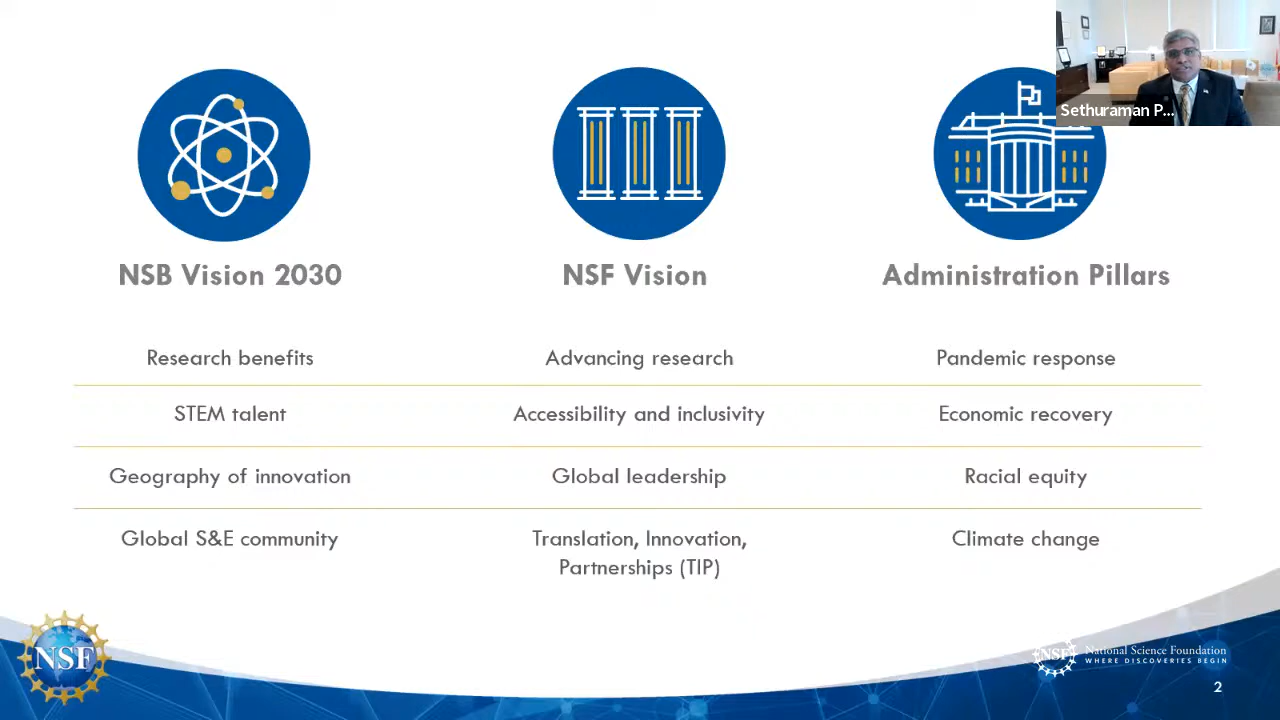 Sethuraman P...
NSB Vision 2030
NSF Vision
Administration Pillars
Research benefits
Advancing research
Pandemic response
STEM talent
Accessibility and inclusivity
Economic recovery
Geography of innovation
Global leadership
Racial equity
Global S&E community
Translation, Innovation,
Partnerships (TIP)
Climate change
NSF
NSF
National Science Foundation
WHERE DISCOVERIES BEGIN
2